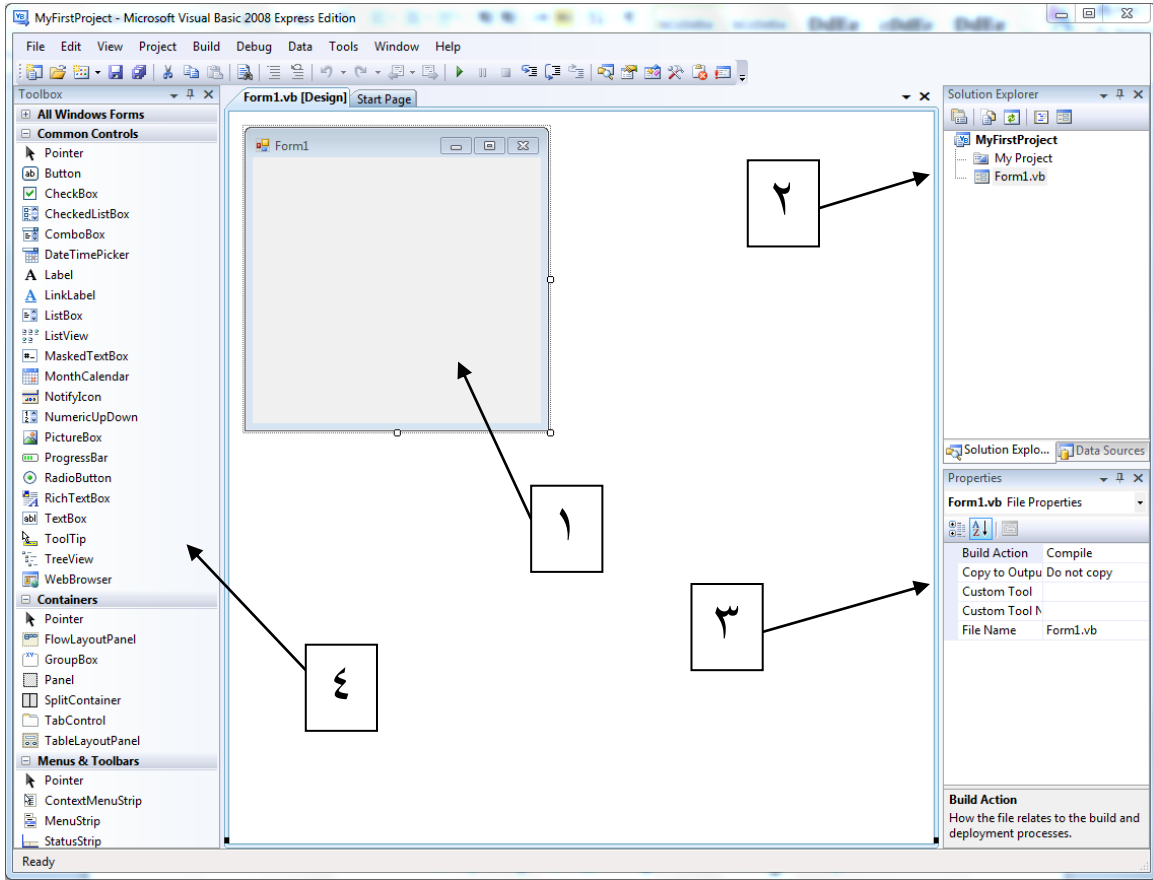 MyFirstProject - Microsoft Visual Basic 2008 Express Edition
File Edit View Project Build Debug Data Tools Window Help
Toolbox
All Windows Forms
Common Controls
Pointer
Button
CheckBox
CheckedListBox
ComboBox
DateTimePicker
Label
LinkLabel
ListBox
ListView
MaskedTextBox
MonthCalendar
NotifyIcon
NumericUpDown
PictureBox
ProgressBar
RadioButton
RichTextBox
TextBox
ToolTip
TreeView
WebBrowser
Containers
Pointer
FlowLayoutPanel
GroupBox
Panel
SplitContainer
TabControl
TableLayoutPanel
Menus & Toolbars
Pointer
ContextMenuStrip
MenuStrip
StatusStrip
Form1.vb [Design] Start Page
Form1
٢
١
٣
٤
Solution Explorer
MyFirstProject
My Project
Form1.vb
Solution Explo... Data Sources
Properties
Form1.vb File Properties
Build Action Compile
Copy to Outpu Do not copy
Custom Tool
Custom Tool N
File Name Form1.vb
Build Action
How the file relates to the build and
deployment processes.
Ready